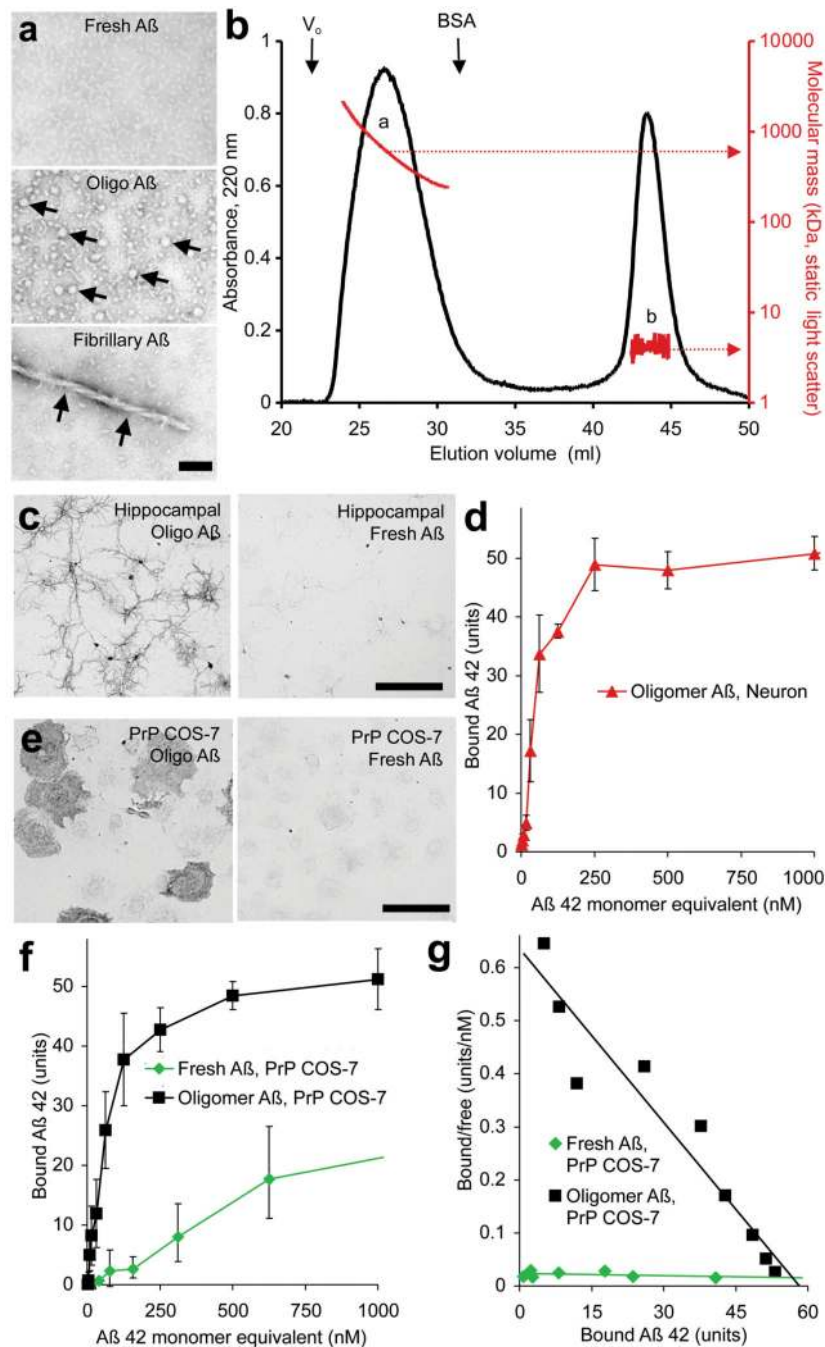 a
Fresh Aß
Oligo Aß
Fibrillary Aß
b
Vo
BSA
1
0.8
0.6
0.4
0.2
0
Absorbance, 220 nm
a
b
10000
1000
100
10
1
Molecular mass (kDa, static light scatter)
20 25 30 35 40 45 50
Elution volume (ml)
c
Hippocampal
Oligo Aß
Hippocampal
Fresh Aß
d
50
40
30
20
10
0
Bound Aß 42 (units)
Oligomer Aß, Neuron
0 250 500 750 1000
Aß 42 monomer equivalent (nM)
e
PrP COS-7
Oligo Aß
PrP COS-7
Fresh Aß
f
50
40
30
20
10
0
Bound Aß 42 (units)
Fresh Aß, PrP COS-7
Oligomer Aß, PrP COS-7
0 250 500 750 1000
Aß 42 monomer equivalent (nM)
g
0.6
0.5
0.4
0.3
0.2
0.1
0
Bound/free (units/nM)
Fresh Aß,
PrP COS-7
Oligomer Aß,
PrP COS-7
0 15 30 45 60
Bound Aß 42 (units)